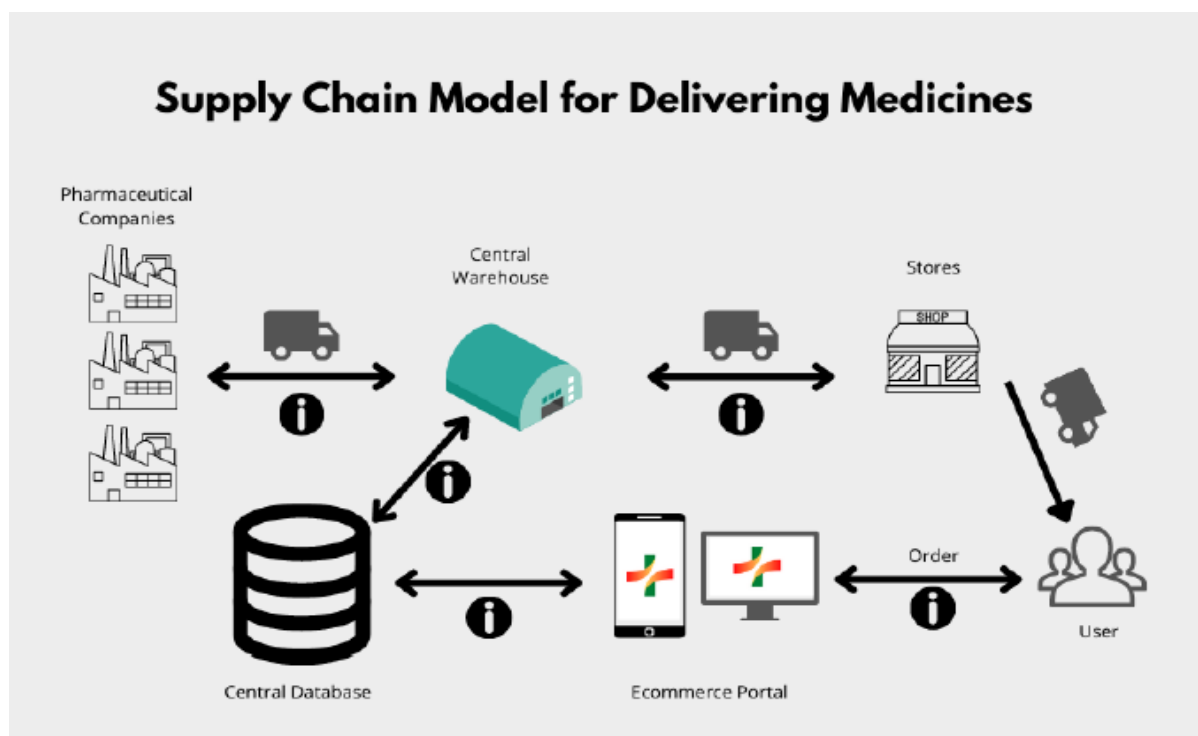 Supply Chain Model for Delivering Medicines
Pharmaceutical
Companies
Central
Warehouse
Stores
SHOP
Order
User
Central Database
Ecommerce Portal